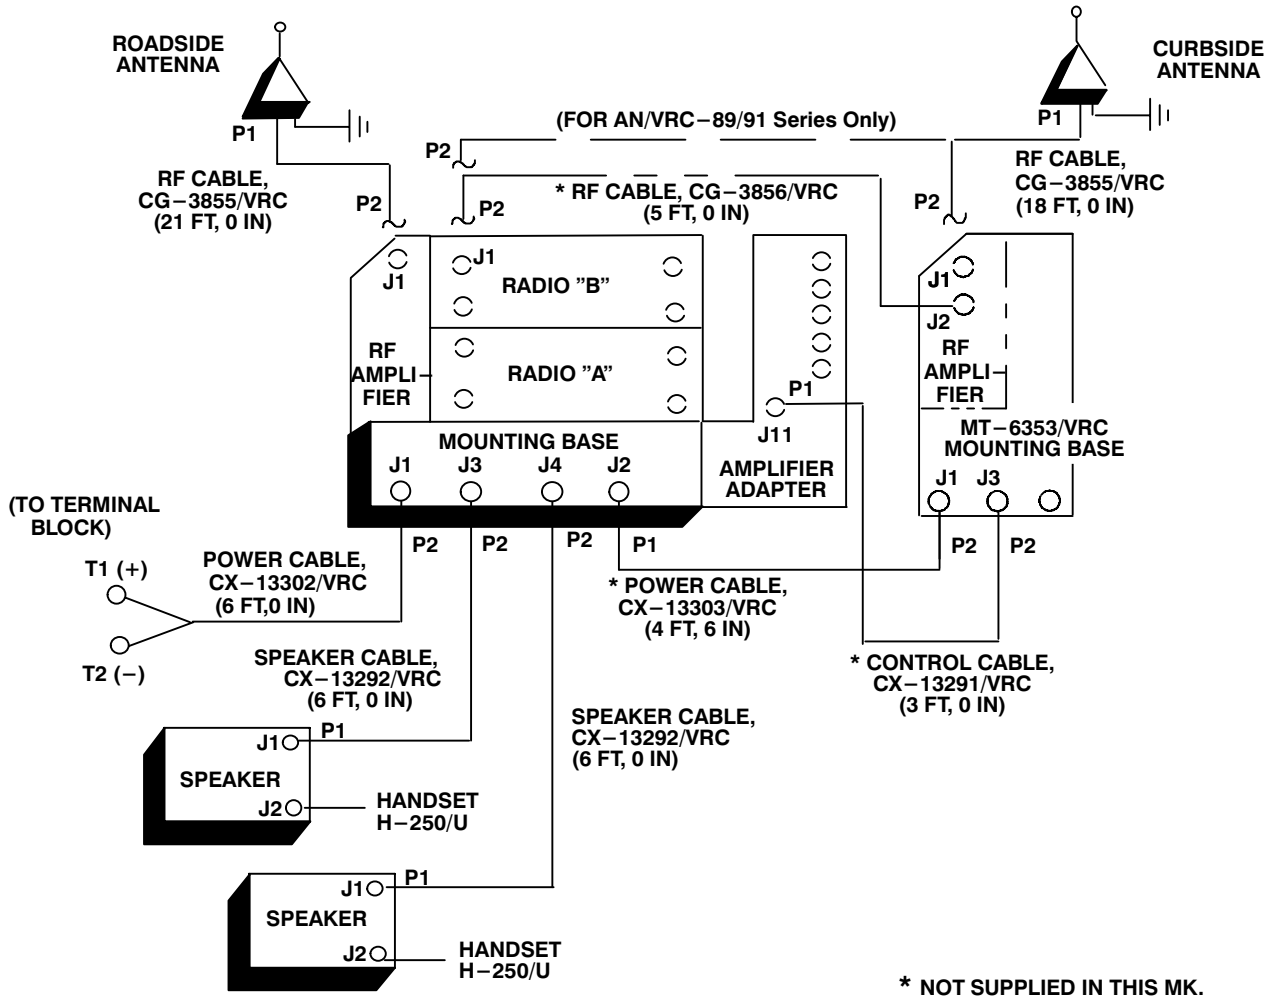 ROADSIDE
ANTENNA
CURBSIDE
ANTENNA
P1
P1
(FOR AN/VRC–89/91 Series Only)
P2
RF CABLE,
CG–3855/VRC
(21 FT, 0 IN)
P2
P2
* RF CABLE, CG–3856/VRC
(5 FT, 0 IN)
P2
RF CABLE,
CG–3855/VRC
(18 FT, 0 IN)
J1
J1
RADIO ”B”
J1
J2
RF
AMPLI–
FIER
RADIO ”A”
P1
J11
RF
AMPLI–
FIER
MT–6353/VRC
MOUNTING BASE
MOUNTING BASE
J1
J3
J4
J2
AMPLIFIER
ADAPTER
J1
J3
(TO TERMINAL
BLOCK)
P2
P2
P2
P1
P2
P2
T1 (+)
T2 (–)
POWER CABLE,
CX–13302/VRC
(6 FT,0 IN)
* POWER CABLE,
CX–13303/VRC
(4 FT, 6 IN)
SPEAKER CABLE,
CX–13292/VRC
(6 FT, 0 IN)
* CONTROL CABLE,
CX–13291/VRC
(3 FT, 0 IN)
SPEAKER CABLE,
CX–13292/VRC
(6 FT, 0 IN)
J1
P1
SPEAKER
J2
HANDSET
H–250/U
J1
P1
SPEAKER
J2
HANDSET
H–250/U
* NOT SUPPLIED IN THIS MK.